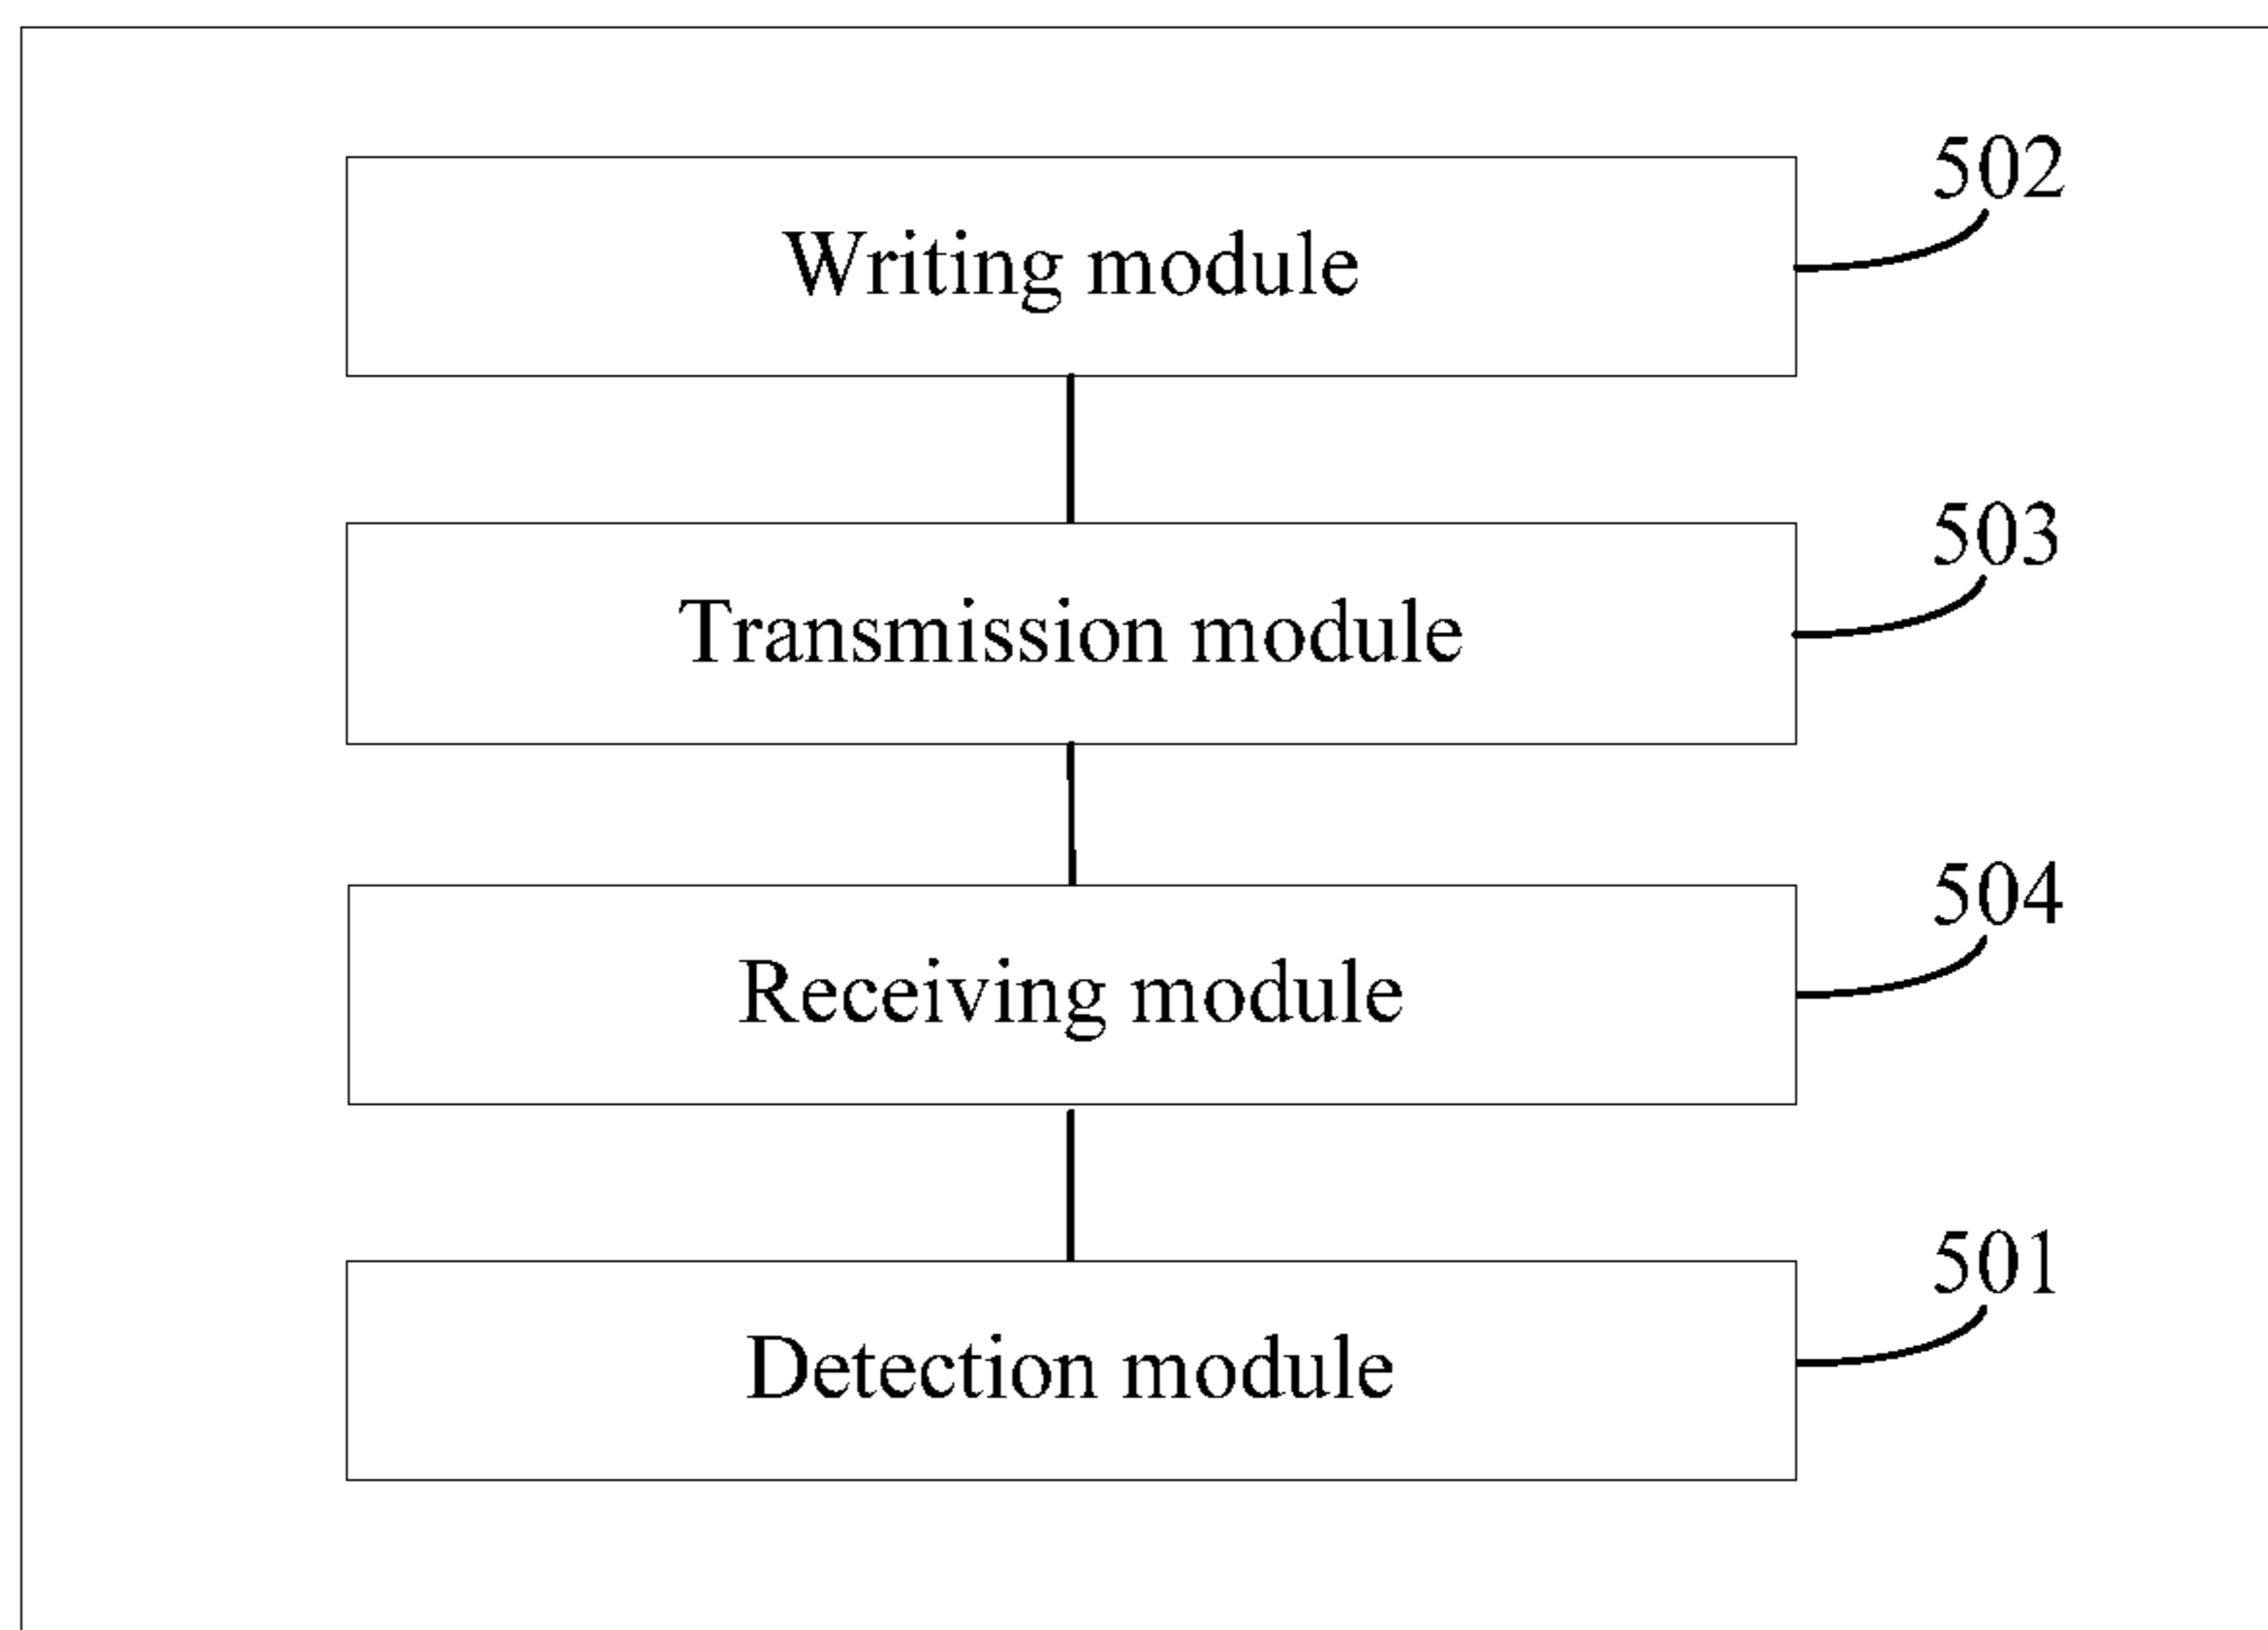 502
Writing module
503
Transmission module
504
Receiving module
501
Detection module